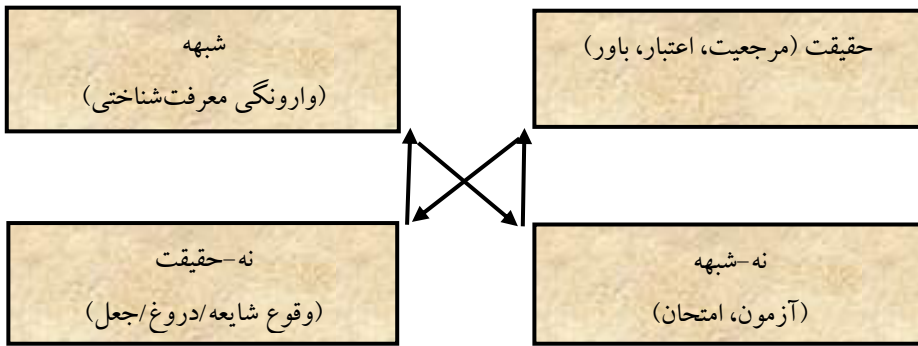 حقیقت (مرجعیت، اعتبار، باور)
شبهه
(وارونگی معرفت‌شناختی)
نه-شبهه
(آزمون، امتحان)
نه-حقیقت
(وقوع شایعه/دروغ/جعل)